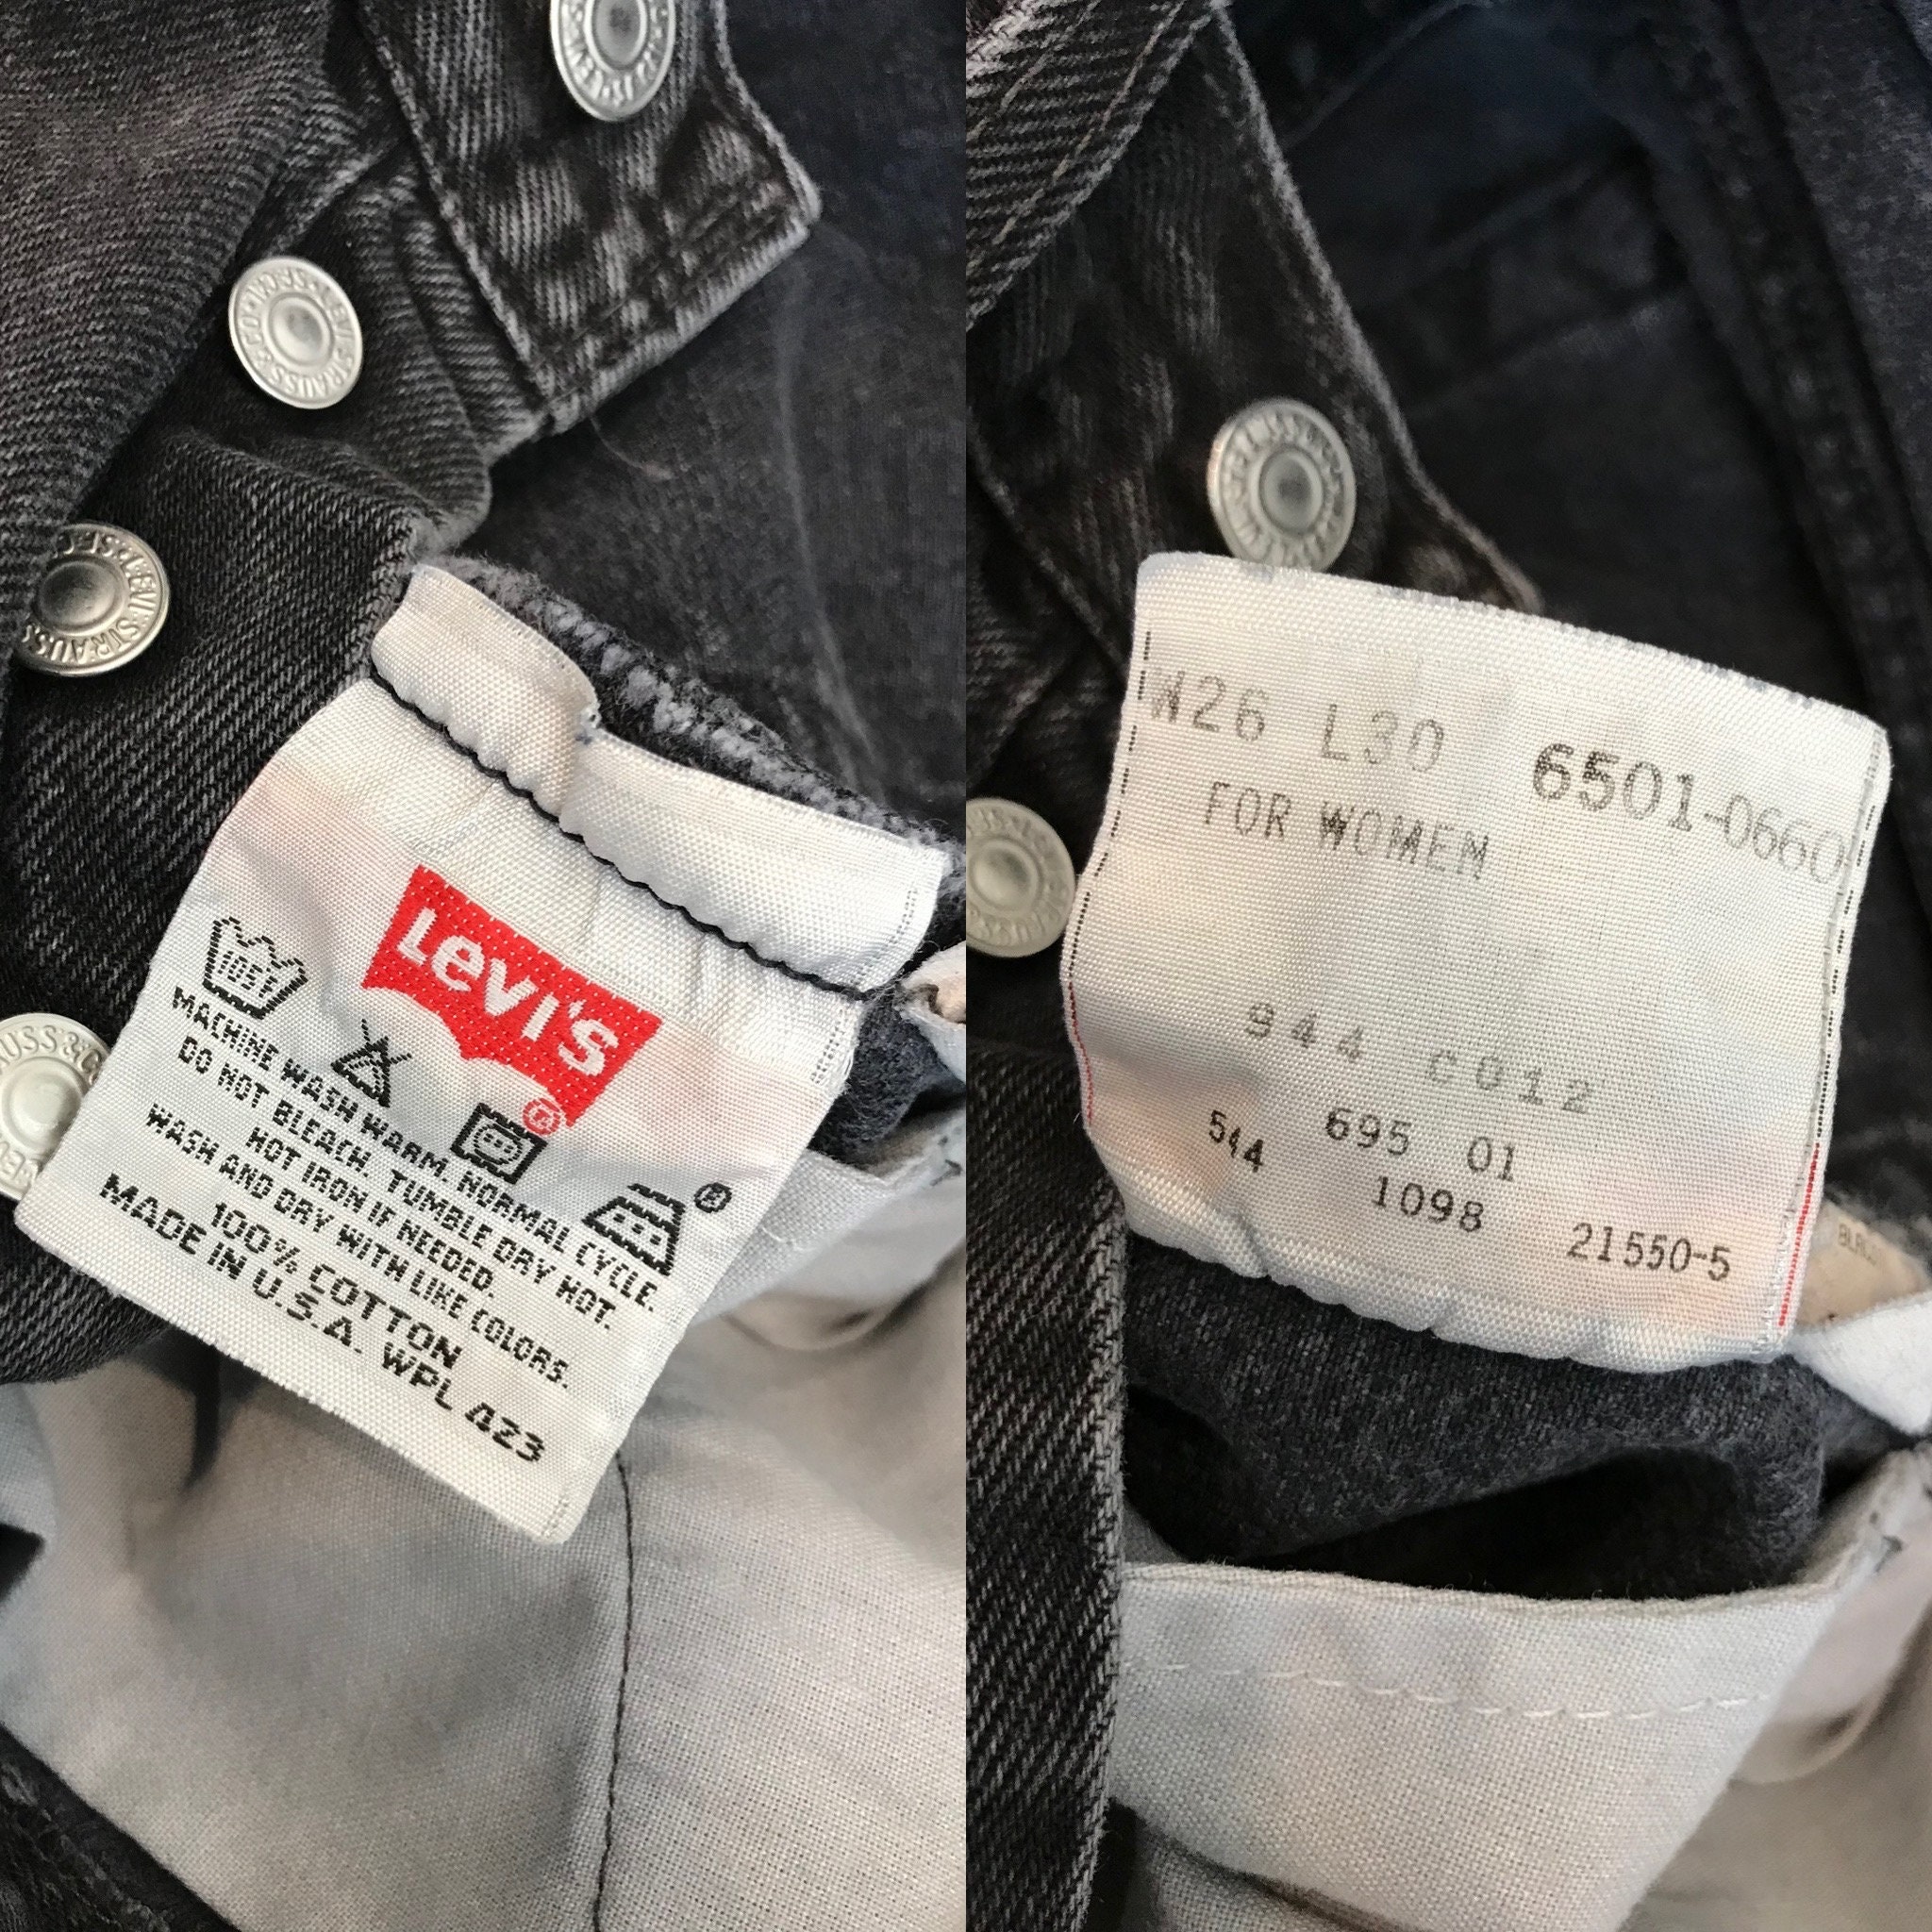 105F
Levi's
®
MACHINE WASH WARM. NORMAL CYCLE.
DO NOT BLEACH. TUMBLE DRY HOT.
HOT IRON IF NEEDED.
WASH AND DRY WITH LIKE COLORS.
100% COTTON
MADE IN U.S.A. WPL 423
W26 L30 6501-0660
FOR WOMEN
944 C012
695 01
544
1098
21550-5